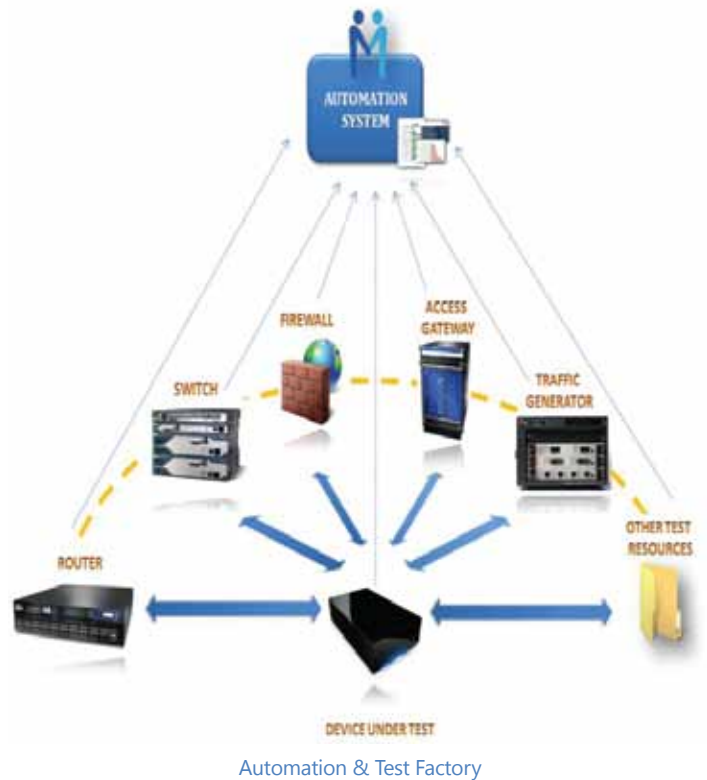 AUTOMATION
SYSTEM
FIREWALL
ACCESS
GATEWAY
SWITCH
TRAFFIC
GENERATOR
ROUTER
OTHER TEST
RESOURCES
DEVICE UNDER TEST
Automation & Test Factory